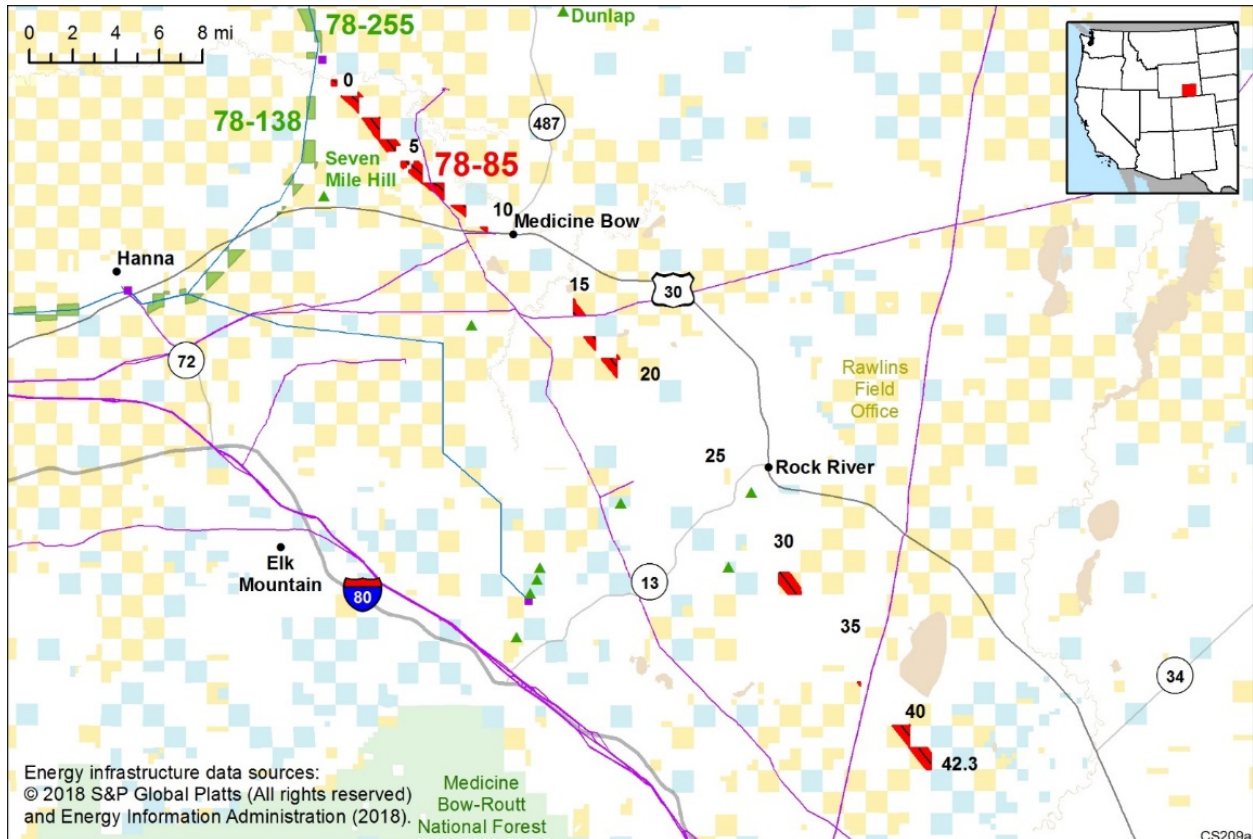 0 2 4 8 mi
78-255
Dunlap
0
78-138
487
5
78-85
Seven
Mile Hill
10
Medicine Bow
Hanna
15
30
72
20
Rawlins
Field
Office
25
Rock River
30
Elk
Mountain
13
80
35
34
40
42.3
Energy infrastructure data sources:
© 2018 S&P Global Platts (All rights reserved)
and Energy Information Administration (2018).
Medicine
Bow-Routt
National Forest
CS209a